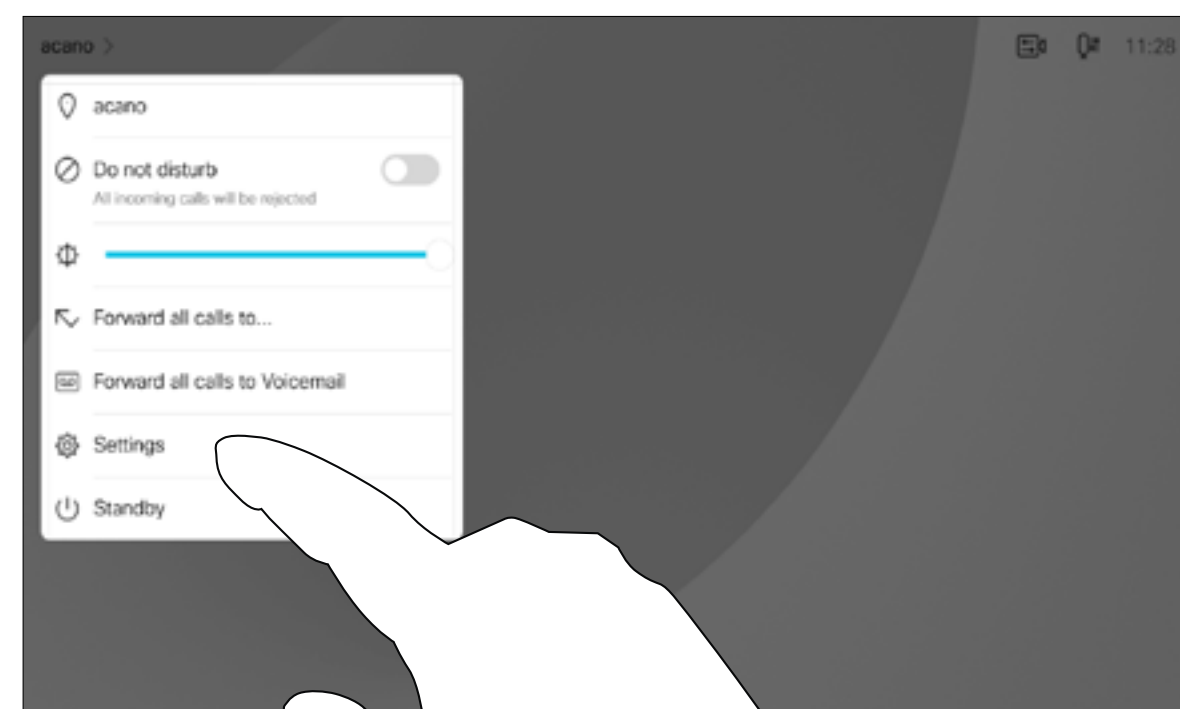 acano
11:28
acano
Do not disturb
All incoming calls will be rejected
Forward all calls to...
Forward all calls to Voicemail
Settings
Standby